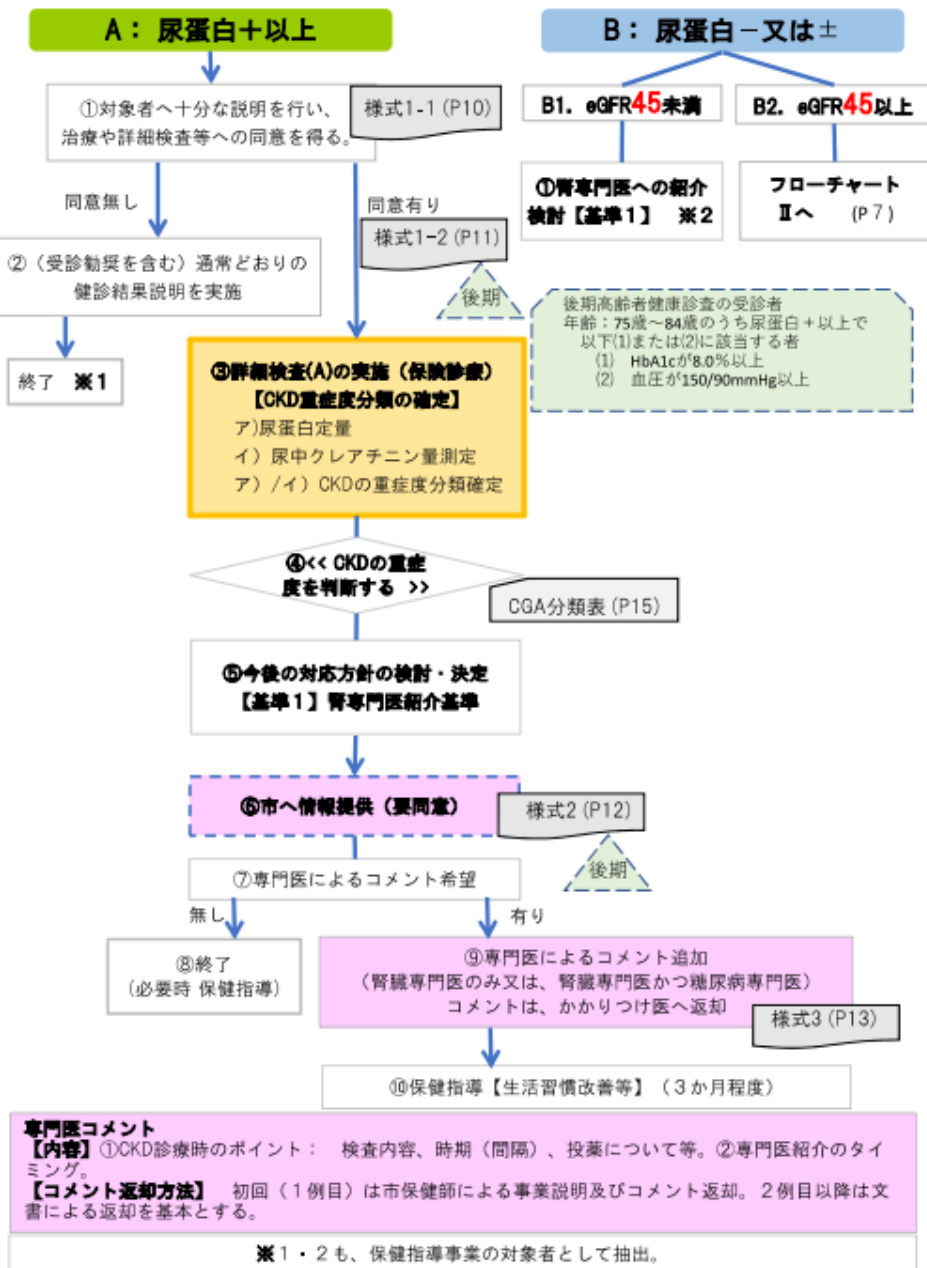 A： 尿蛋白＋以上
B： 尿蛋白－又は±
①対象者へ十分な説明を行い、
治療や詳細検査等への同意を得る。
様式1-1 (P10)
B1. eGFR45未満
B2. eGFR45以上
①腎専門医への紹介
検討【基準１】 ※２
フローチャート
Ⅱへ (P７)
同意無し
同意有り
様式1-2 (P11)
後期
②（受診勧奨を含む）通常どおりの
健診結果説明を実施
終了 ※１
後期高齢者健康診査の受診者
年齢：75歳～84歳のうち尿蛋白＋以上で
以下⑴または⑵に該当する者
⑴ HbA1cが8.0％以上
⑵ 血圧が150/90mmHg以上
③詳細検査(A)の実施（保険診療）
【CKD重症度分類の確定】
ア)尿蛋白定量
イ）尿中クレアチニン量測定
ア）/イ）CKDの重症度分類確定
④<< CKDの重症
度を判断する >>
CGA分類表 (P15)
⑤今後の対応方針の検討・決定
【基準１】腎専門医紹介基準
⑥市へ情報提供（要同意）
様式2 (P12)
後期
⑦専門医によるコメント希望
無し
有り
⑧終了
(必要時 保健指導)
⑨専門医によるコメント追加
（腎臓専門医のみ又は、腎臓専門医かつ糖尿病専門医）
コメントは、かかりつけ医へ返却
様式3 (P13)
⑩保健指導【生活習慣改善等】（３か月程度）
専門医コメント
【内容】①CKD診療時のポイント： 検査内容、時期（間隔）、投薬について等。②専門医紹介のタイ
ミング。
【コメント返却方法】 初回（１例目）は市保健師による事業説明及びコメント返却。２例目以降は文
書による返却を基本とする。
※１・２も、保健指導事業の対象者として抽出。